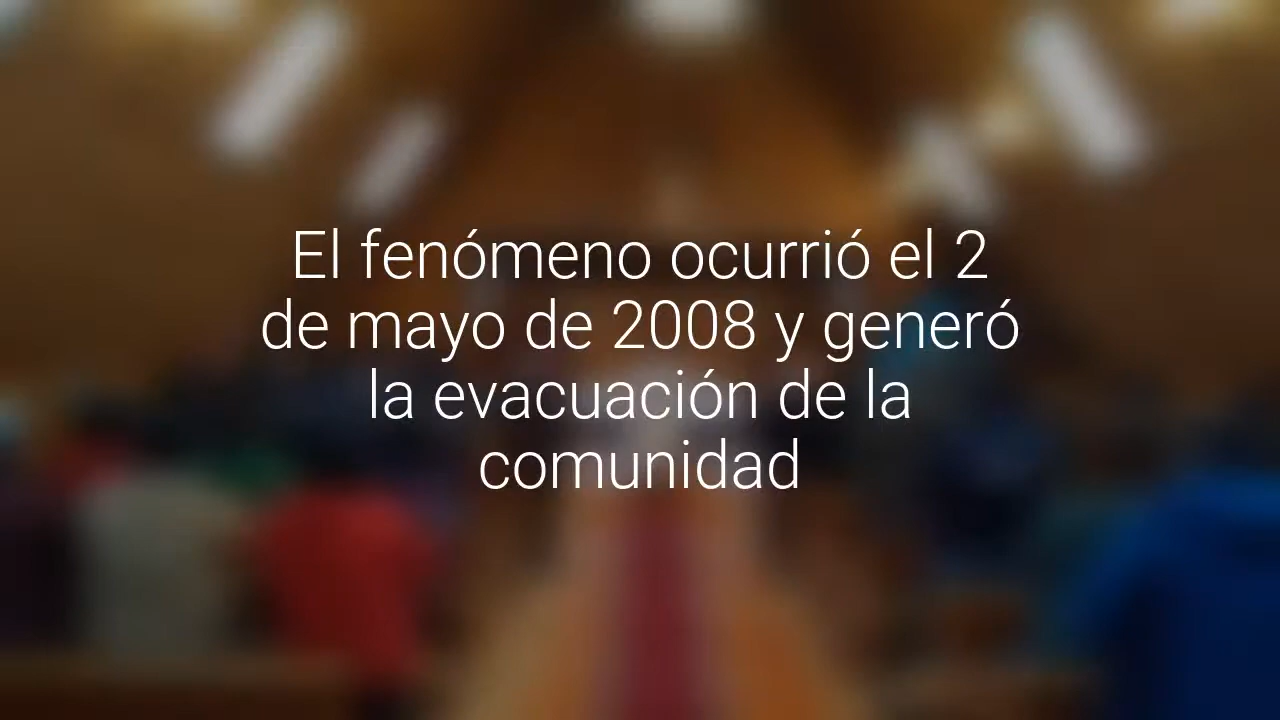 El fenómeno ocurrió el 2
de mayo de 2008 y generó
la evacuación de la
comunidad